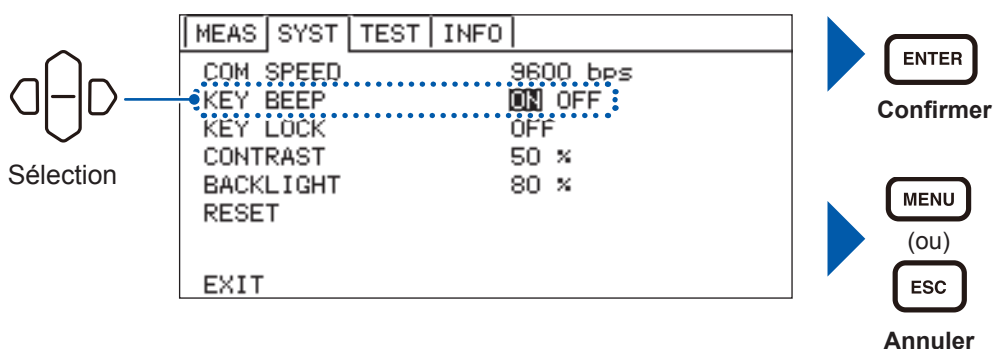 MEAS SYST TEST INFO
COM SPEED 9600 bps
KEY BEEP ON OFF
KEY LOCK OFF
CONTRAST 50 %
BACKLIGHT 80 %
RESET
EXIT
Sélection
ENTER
Confirmer
MENU
(ou)
ESC
Annuler